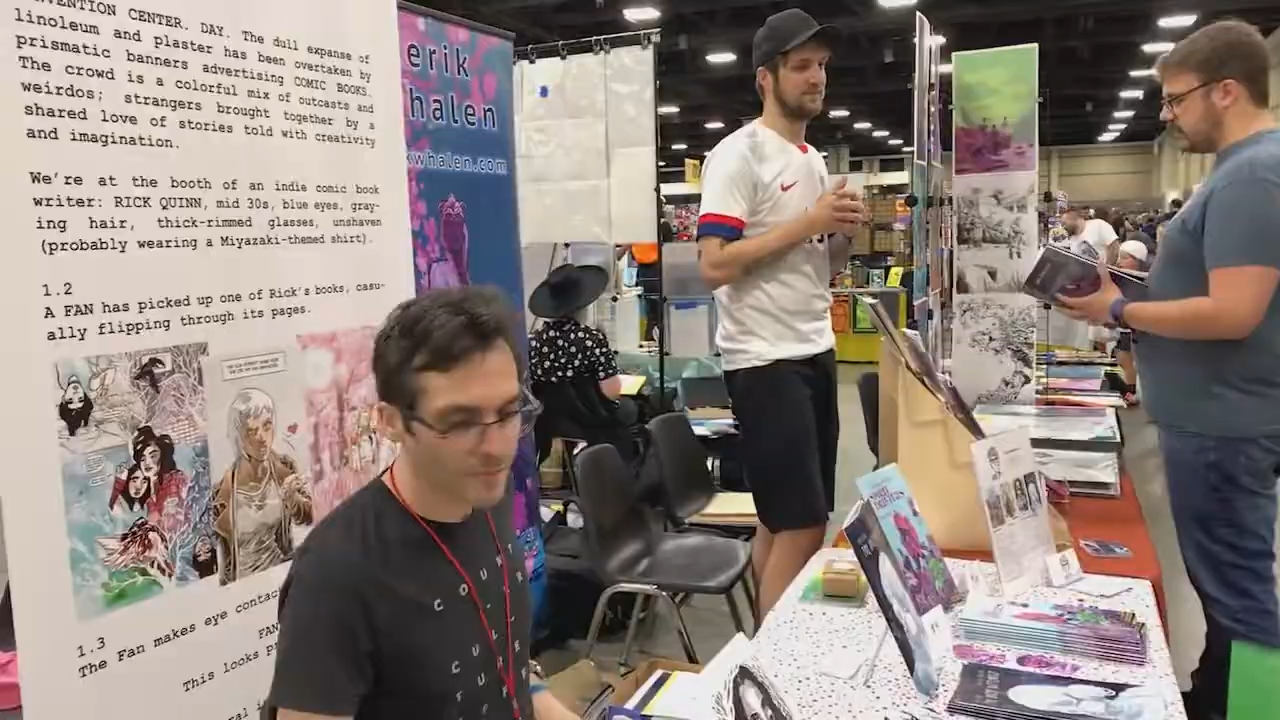 VENTION CENTER. DAY. The dull expanse of
linoleum and plaster has been overtaken by
prismatic banners advertising COMIC BOOKS.
The crowd is a colorful mix of outcasts and
weirdos; strangers brought together by a
shared love of stories told with creativity
and imagination.
We're at the booth of an indie comic book
writer: RICK QUINN, mid 30s, blue eyes, gray-
ing hair, thick-rimmed glasses, unshaven
(probably wearing a Miyazaki-themed shirt).
1.2
A FAN has picked up one of Rick's books, casu-
ally flipping through its pages.
1.3
The Fan makes eye contac
FAN
This looks
erik
halen
kwhalen.com
COUNT
CUL